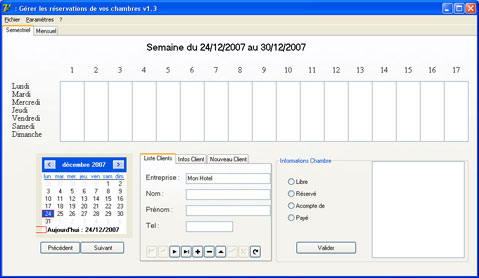 : Gérer les réservations de vos chambres v1.3
Fichier Paramètres ?
Semestriel Mensuel
Semaine du 24/12/2007 au 30/12/2007
1 2 3 4 5 6 7 8 9 10 11 12 13 14 15 16 17
Lundi
Mardi
Mercredi
Jeudi
Vendredi
Samedi
Dimanche
décembre 2007
lun. mar. mer. jeu. ven. sam. dim.
1 2
3 4 5 6 7 8 9
10 11 12 13 14 15 16
17 18 19 20 21 22 23
24 25 26 27 28 29 30
31
Aujourd'hui : 24/12/2007
Précédent Suivant
Liste Clients Infos Client Nouveau Client
Entreprise : Mon Hotel
Nom :
Prénom :
Tel :
Informations Chambre
Libre
Réservé
Accompte de
Payé
Valider